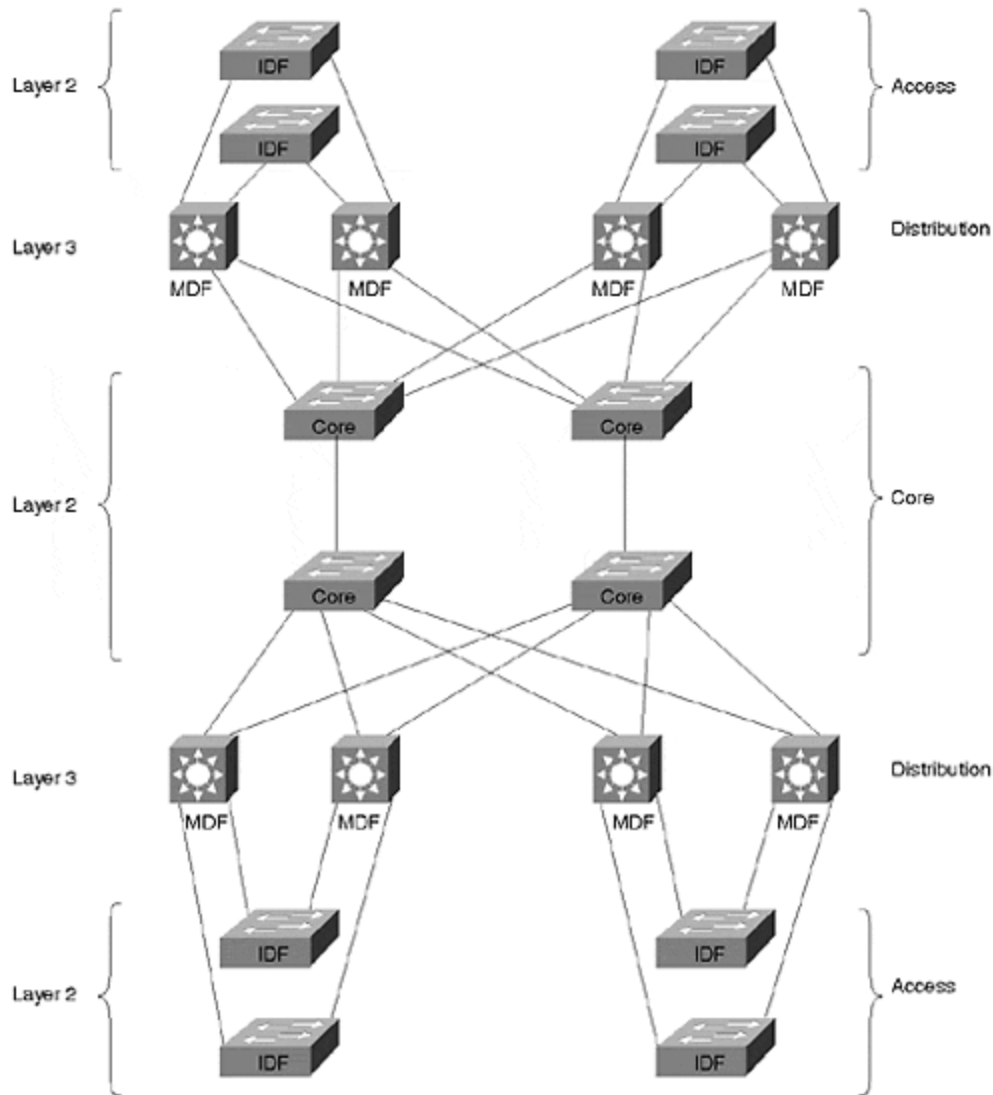 IDF
IDF
Layer 2
Access
IDF
IDF
Layer 3
Distribution
MDF
MDF
MDF
MDF
Core
Core
Layer 2
Core
Core
Core
Layer 3
Distribution
MDF
MDF
MDF
MDF
IDF
IDF
Layer 2
Access
IDF
IDF